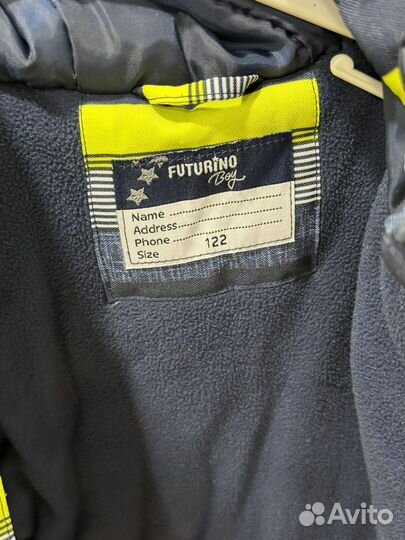 FUTURINO
Boy
Name ....................
Address .................
Phone ...................
Size 122
Avito